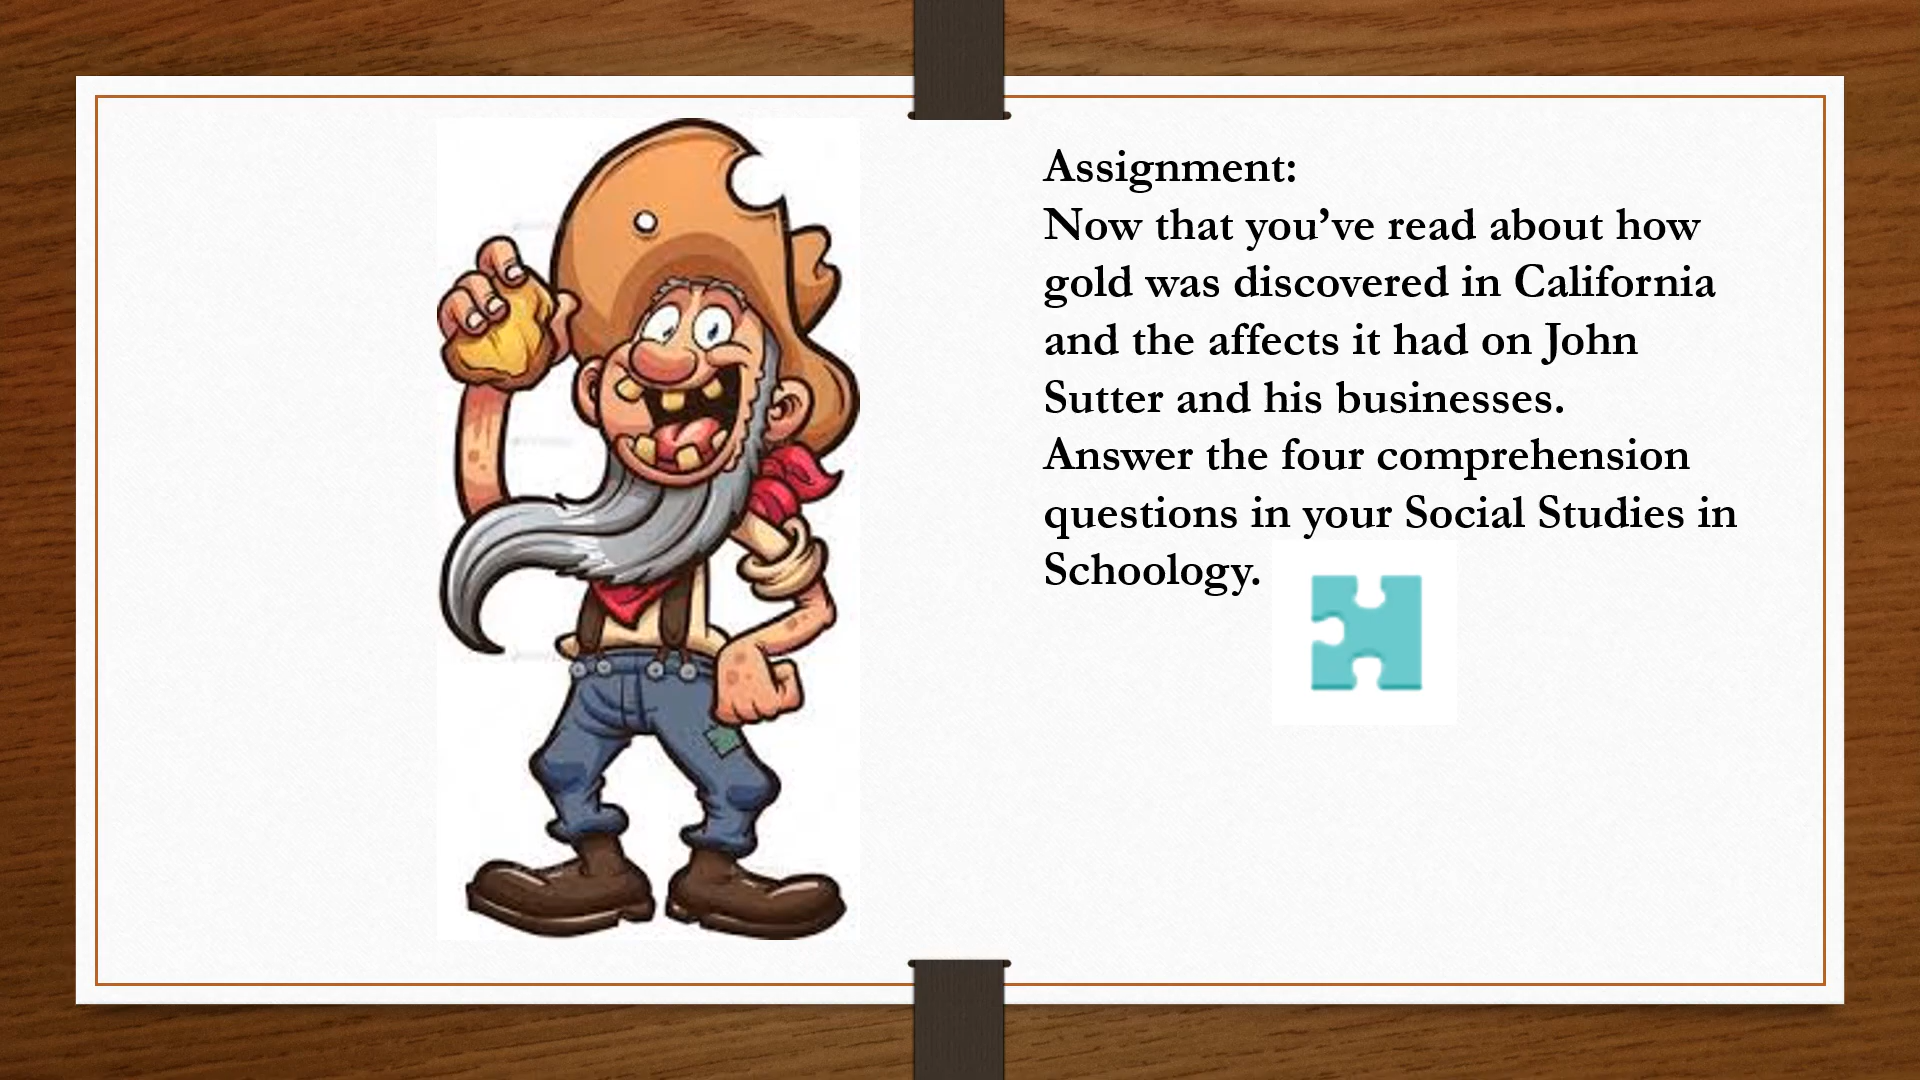 Assignment:
Now that you’ve read about how
gold was discovered in California
and the affects it had on John
Sutter and his businesses.
Answer the four comprehension
questions in your Social Studies in
Schoology.